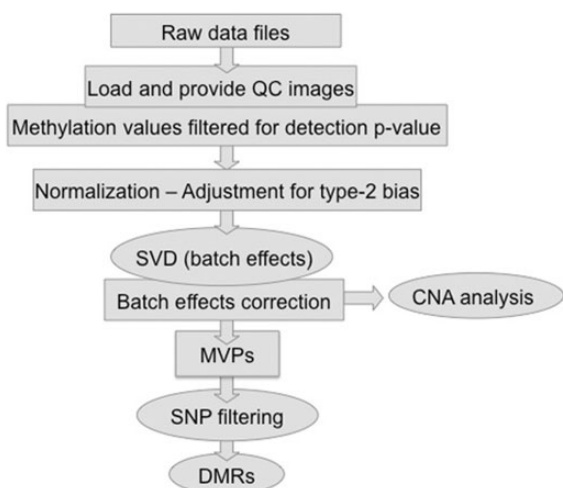 Raw data files
Load and provide QC images
Methylation values filtered for detection p-value
Normalization – Adjustment for type-2 bias
SVD (batch effects)
Batch effects correction
CNA analysis
MVPs
SNP filtering
DMRs